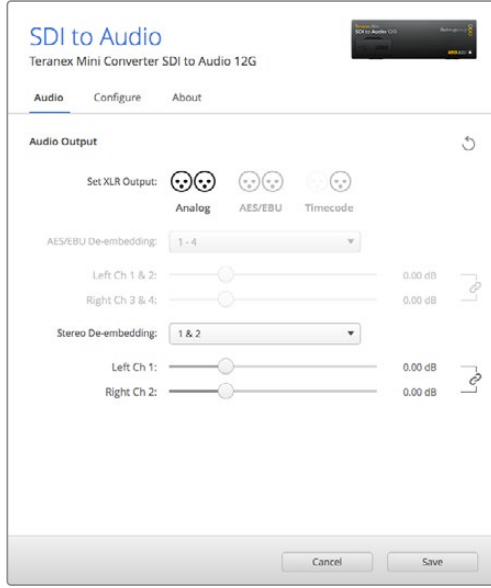 SDI to Audio
Teranex Mini Converter SDI to Audio 12G
Audio Configure About
Audio Output
Set XLR Output:
Analog AES/EBU Timecode
AES/EBU De-embedding: 1 - 4
Left Ch 1 & 2: 0.00 dB
Right Ch 3 & 4: 0.00 dB
Stereo De-embedding: 1 & 2
Left Ch 1: 0.00 dB
Right Ch 2: 0.00 dB
Cancel Save